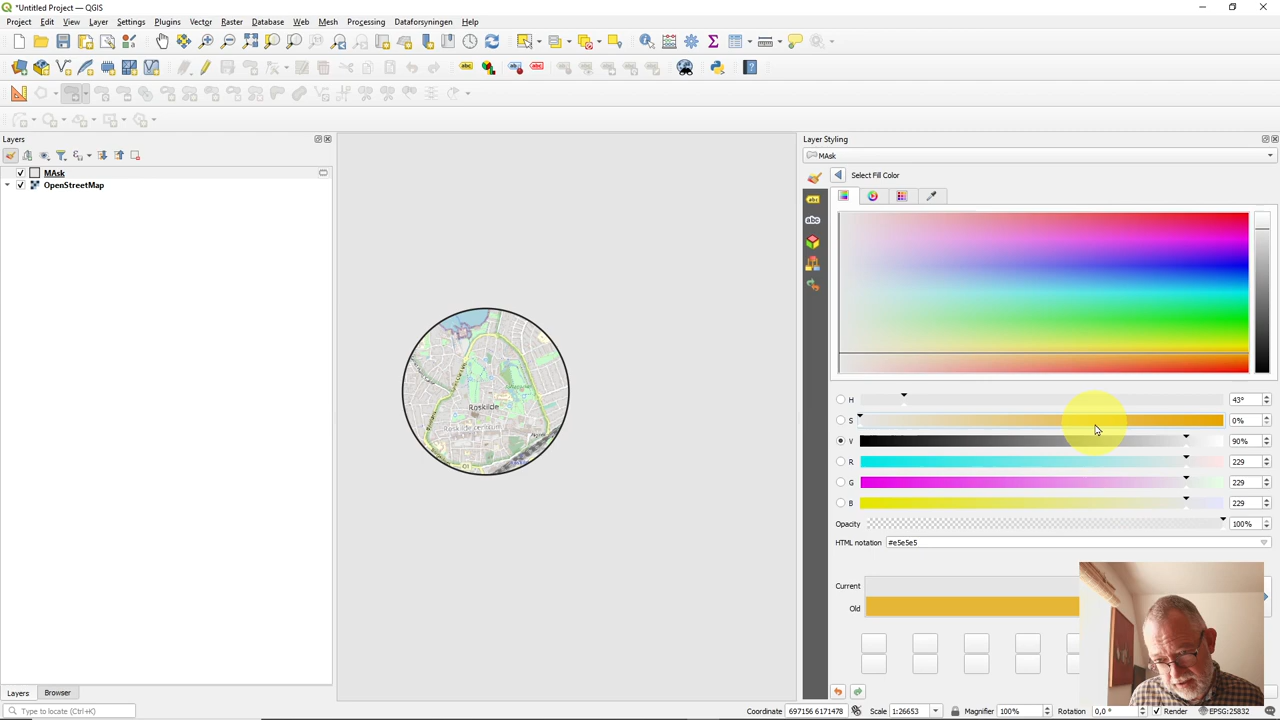 *Untitled Project — QGIS
Project Edit View Layer Settings Plugins Vector Raster Database Web Mesh Processing Dataforsyningen Help
Layers
MAsk
OpenStreetMap
Roskilde
Roskilde centrum
O1
Layer Styling
MAsk
Select Fill Color
H 43°
S 0%
V 90%
R 229
G 229
B 229
Opacity 100%
HTML notation #e5e5e5
Current
Old
Layers Browser
Type to locate (Ctrl+K)
Coordinate 697156 6171478 Scale 1:26653 Magnifier 100% Rotation 0,0 ° Render EPSG:25832